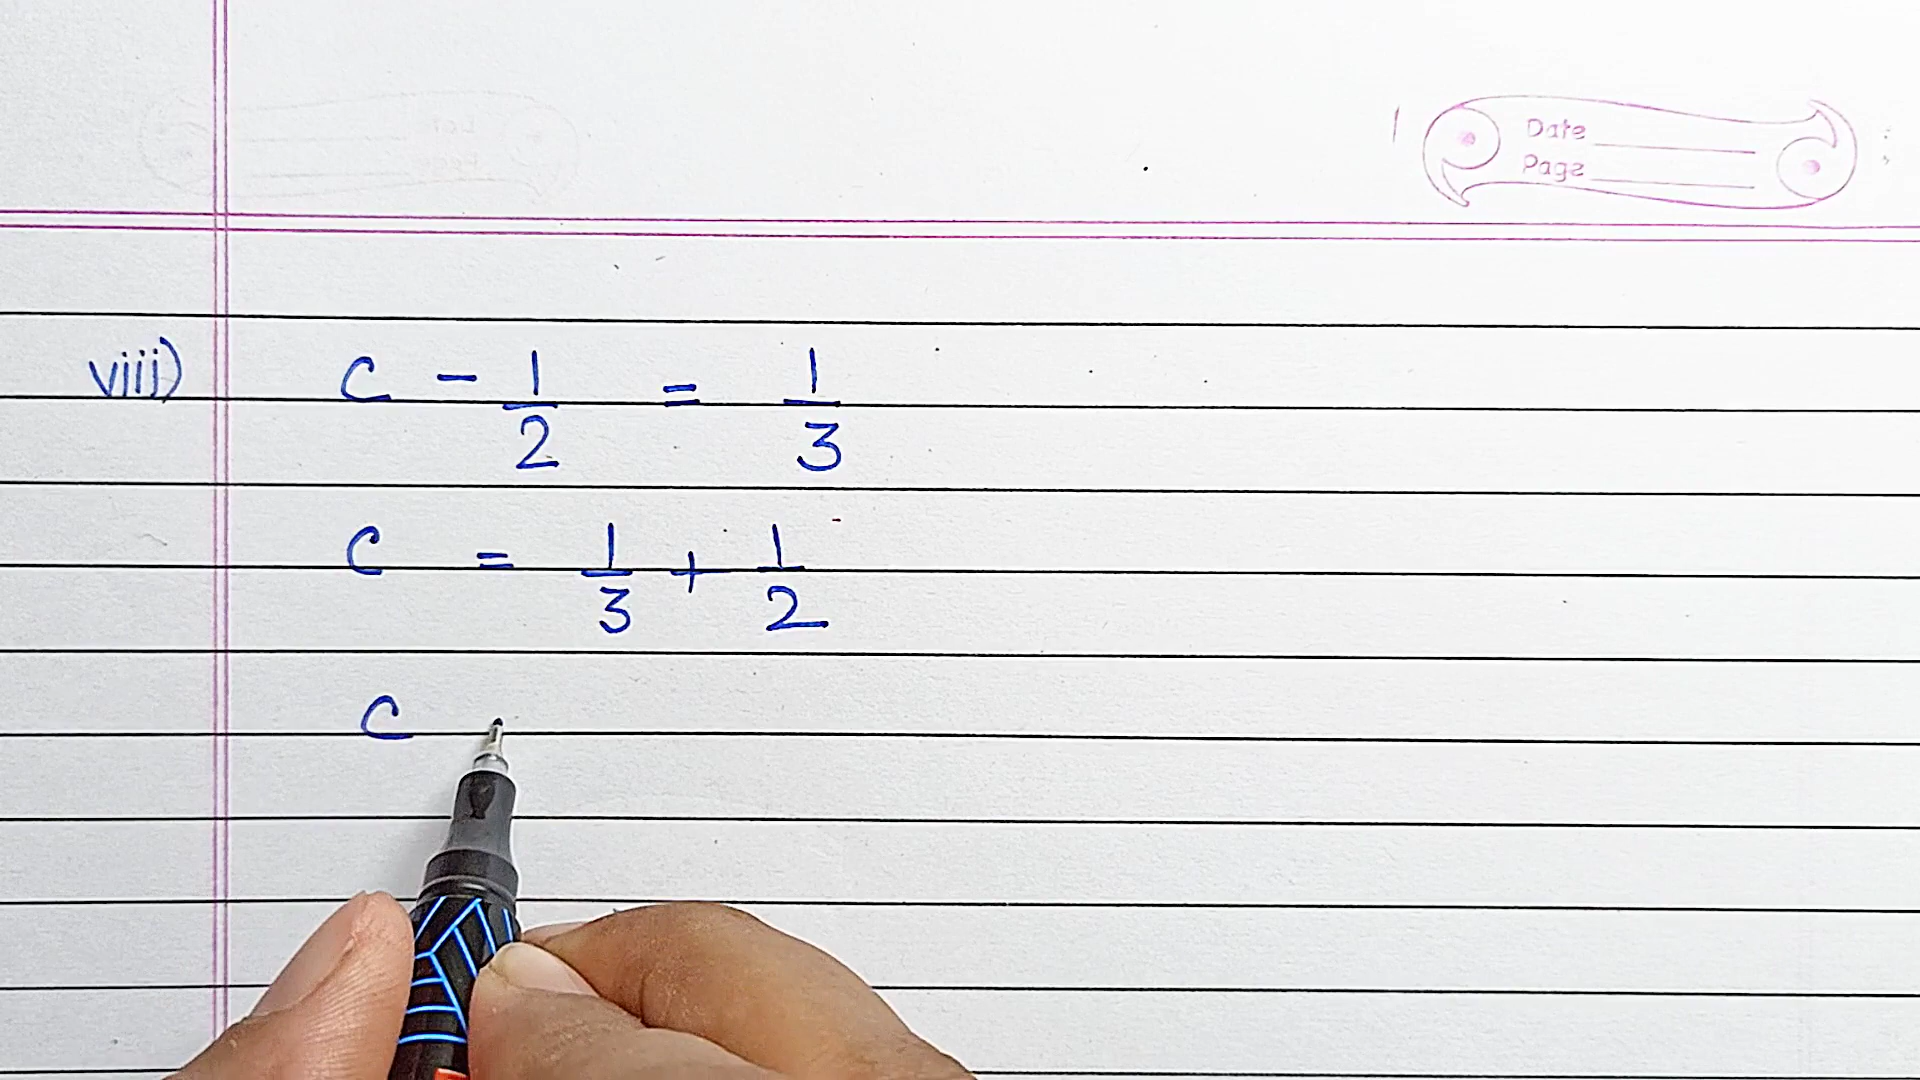 Date
Page
viii) C - 1/2 = 1/3
C = 1/3 + 1/2
C